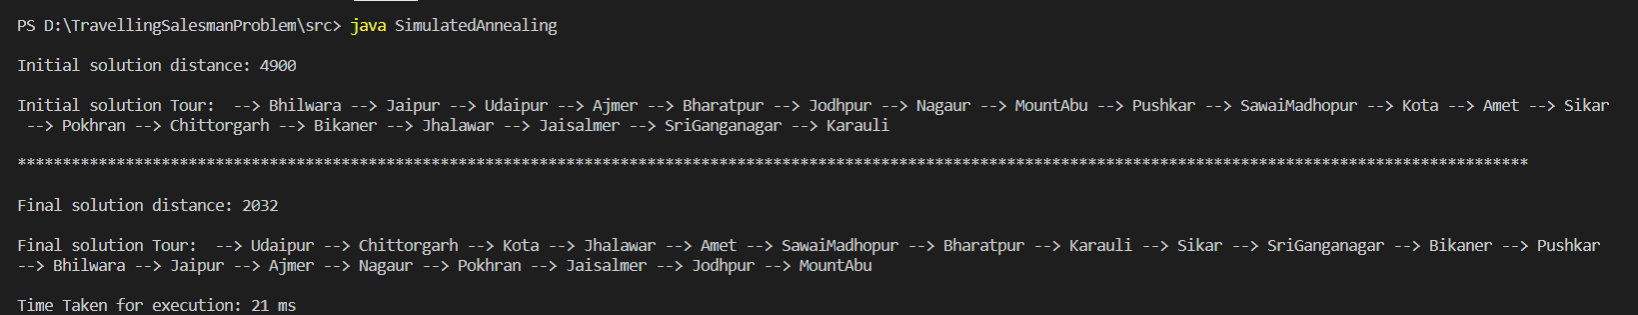 PS D:\TravellingSalesmanProblem\src> java SimulatedAnnealing
Initial solution distance: 4900
Initial solution Tour:  --> Bhilwara --> Jaipur --> Udaipur --> Ajmer --> Bharatpur --> Jodhpur --> Nagaur --> MountAbu --> Pushkar --> SawaiMadhopur --> Kota --> Amet --> Sikar
--> Pokhran --> Chittorgarh --> Bikaner --> Jhalawar --> Jaisalmer --> SriGanganagar --> Karauli
************************************************************************************************************************************************************************
Final solution distance: 2032
Final solution Tour:  --> Udaipur --> Chittorgarh --> Kota --> Jhalawar --> Amet --> SawaiMadhopur --> Bharatpur --> Karauli --> Sikar --> SriGanganagar --> Bikaner --> Pushkar
--> Bhilwara --> Jaipur --> Ajmer --> Nagaur --> Pokhran --> Jaisalmer --> Jodhpur --> MountAbu
Time Taken for execution: 21 ms